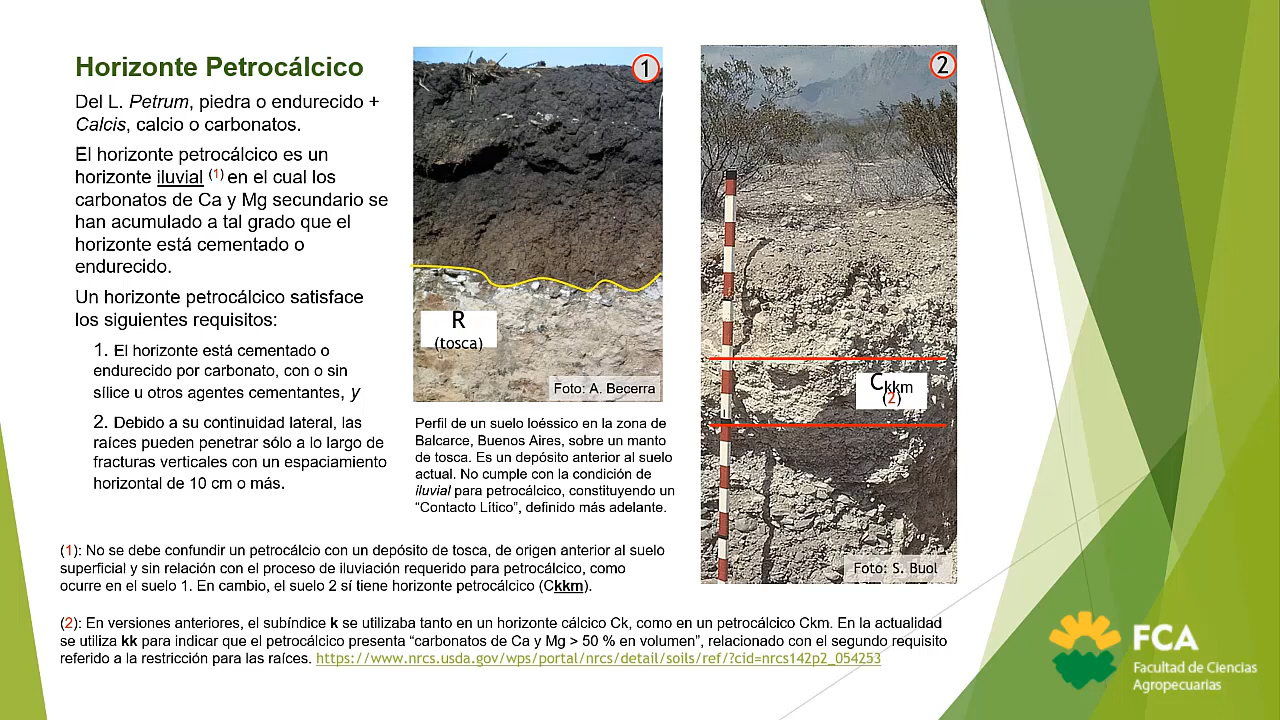 Horizonte Petrocálcico
Del L. Petrum, piedra o endurecido +
Calcis, calcio o carbonatos.
El horizonte petrocálcico es un
horizonte iluvial (1) en el cual los
carbonatos de Ca y Mg secundario se
han acumulado a tal grado que el
horizonte está cementado o
endurecido.
Un horizonte petrocálcico satisface
los siguientes requisitos:
1. El horizonte está cementado o
endurecido por carbonato, con o sin
sílice u otros agentes cementantes, y
2. Debido a su continuidad lateral, las
raíces pueden penetrar sólo a lo largo de
fracturas verticales con un espaciamiento
horizontal de 10 cm o más.
1
R
(tosca)
Foto: A. Becerra
Perfil de un suelo loéssico en la zona de
Balcarce, Buenos Aires, sobre un manto
de tosca. Es un depósito anterior al suelo
actual. No cumple con la condición de
iluvial para petrocálcico, constituyendo un
“Contacto Lítico”, definido más adelante.
2
Ckkm
(2)
Foto: S. Buol
(1): No se debe confundir un petrocálcio con un depósito de tosca, de origen anterior al suelo
superficial y sin relación con el proceso de iluviación requerido para petrocálcico, como
ocurre en el suelo 1. En cambio, el suelo 2 sí tiene horizonte petrocálcico (Ckkm).
(2): En versiones anteriores, el subíndice k se utilizaba tanto en un horizonte cálcico Ck, como en un petrocálcico Ckm. En la actualidad
se utiliza kk para indicar que el petrocálcico presenta “carbonatos de Ca y Mg > 50 % en volumen”, relacionado con el segundo requisito
referido a la restricción para las raíces. https://www.nrcs.usda.gov/wps/portal/nrcs/detail/soils/ref/?cid=nrcs142p2_054253
FCA
Facultad de Ciencias
Agropecuarias